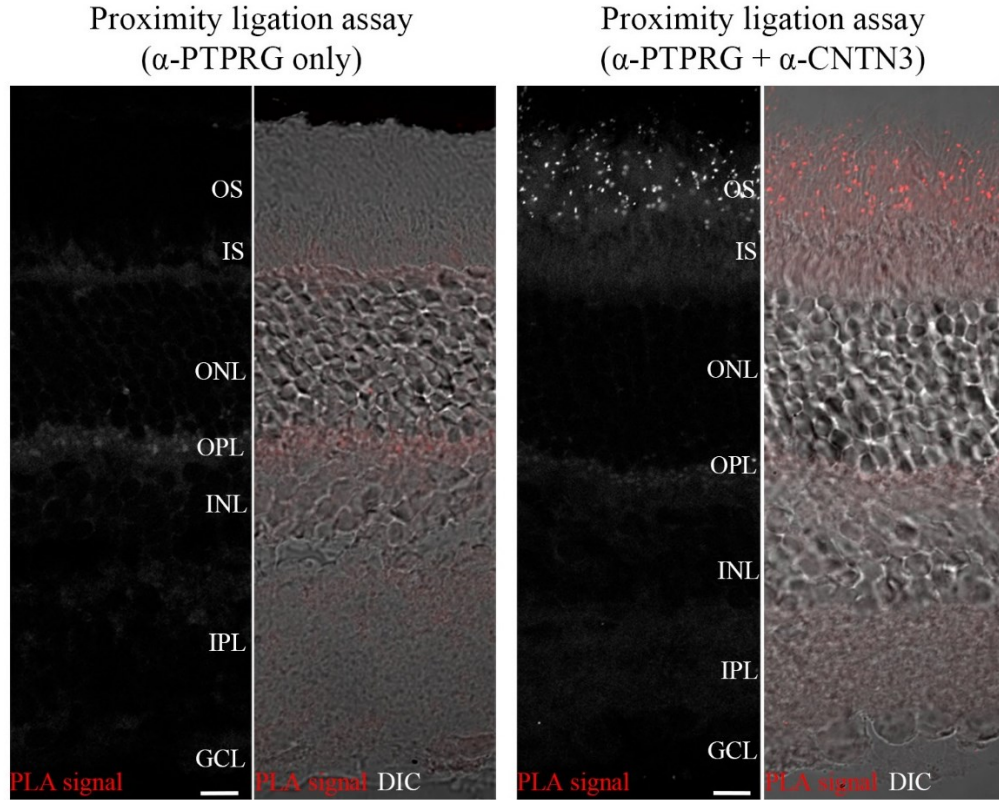 Proximity ligation assay
(α-PTPRG only)
OS
IS
ONL
OPL
INL
IPL
GCL
PLA signal
PLA signal DIC
Proximity ligation assay
(α-PTPRG + α-CNTN3)
OS
IS
ONL
OPL
INL
IPL
GCL
PLA signal
PLA signal DIC